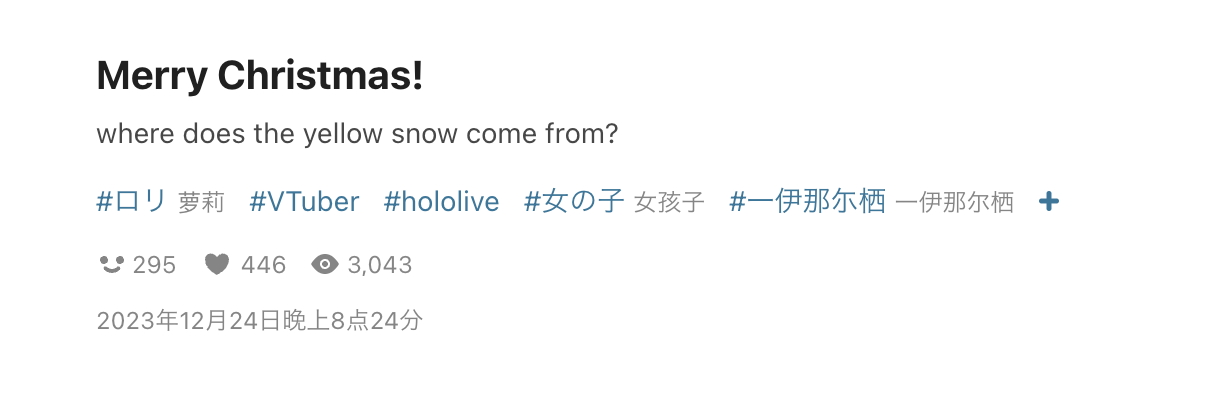 Merry Christmas!
where does the yellow snow come from?
#ロリ 萝莉 #VTuber #hololive #女の子 女孩子 #一伊那尔栖 一伊那尔栖
295 446 3,043
2023年12月24日晚上8点24分